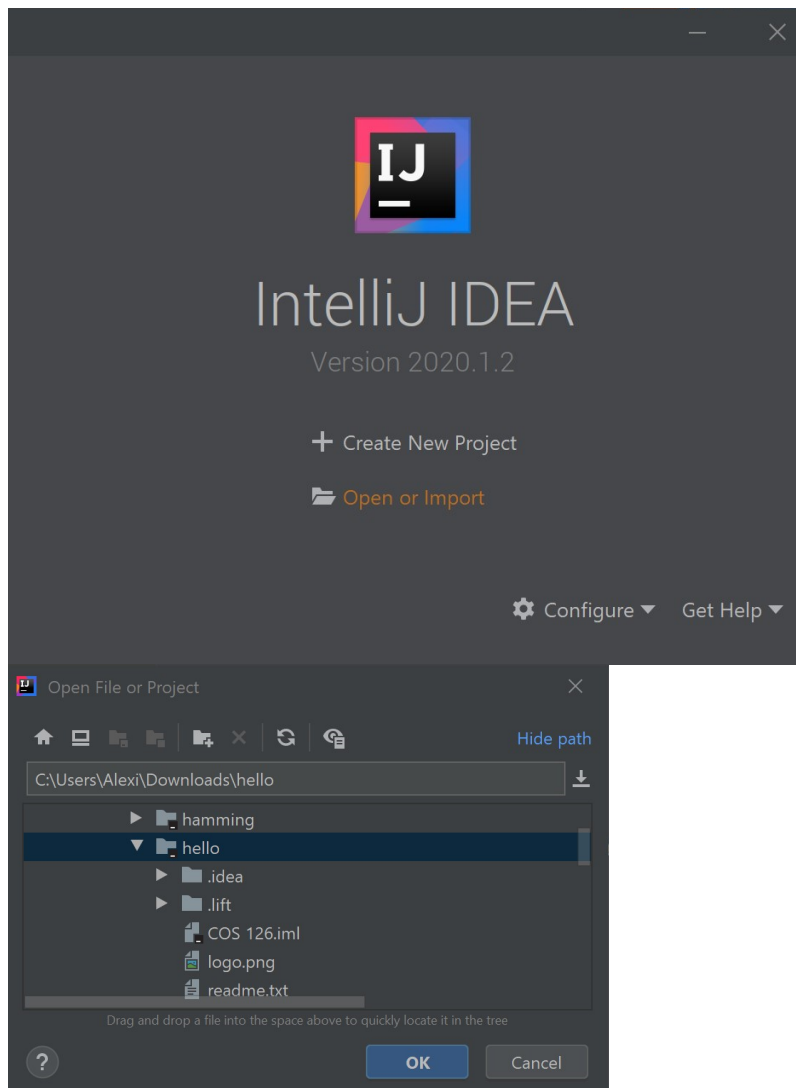 IJ
IntelliJ IDEA
Version 2020.1.2
Create New Project
Open or Import
Configure Get Help
IJ Open File or Project
Hide path
C:\Users\Alexi\Downloads\hello
hamming
hello
.idea
.lift
COS 126.iml
logo.png
readme.txt
Drag and drop a file into the space above to quickly locate it in the tree
? OK Cancel